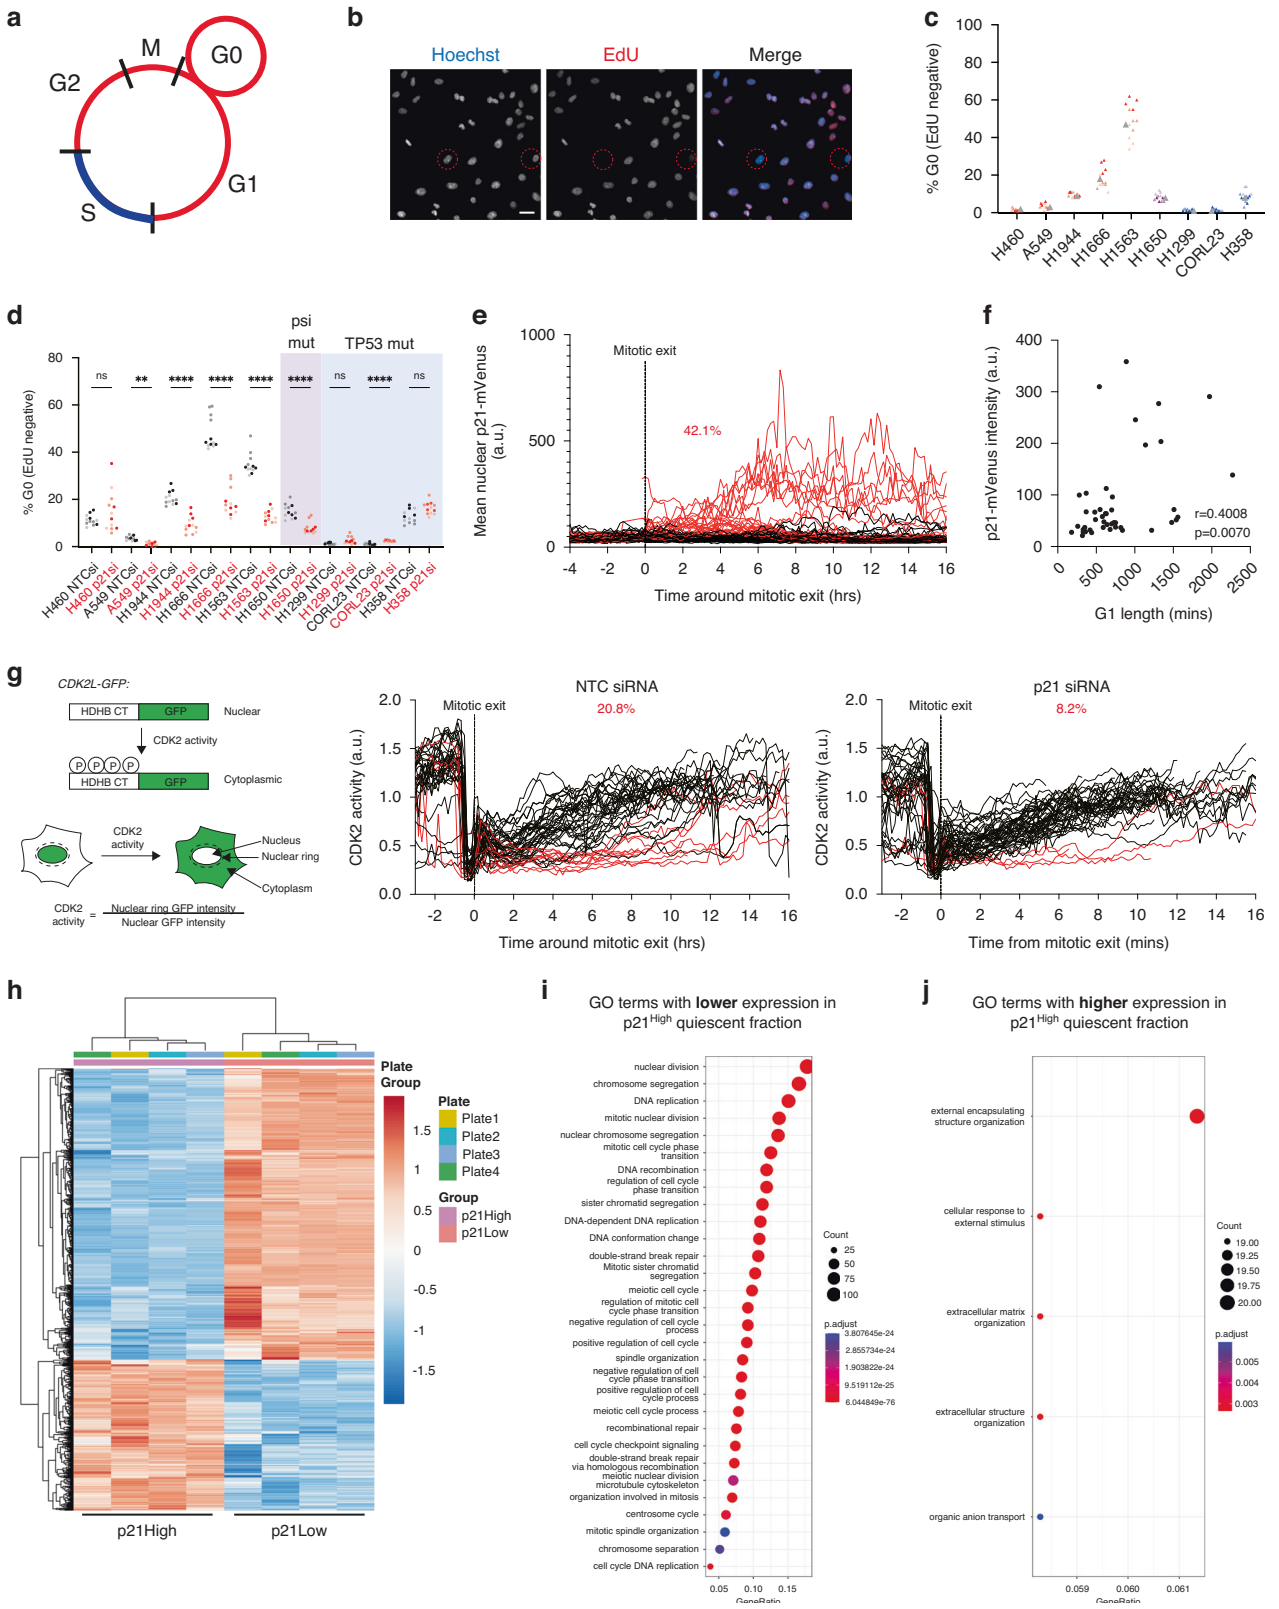 a
M
G0
G2
G1
S
b
Hoechst
EdU
Merge
c
% G0 (EdU negative)
100
80
60
40
20
0
H460
A549
H1944
H1666
H1563
H1650
H1299
CORL23
H358
d
psi
mut
TP53 mut
% G0 (EdU negative)
80
60
40
20
0
ns
**
****
****
****
****
ns
****
ns
H460 NTCsi
H460 p21si
A549 NTCsi
A549 p21si
H1944 NTCsi
H1944 p21si
H1666 NTCsi
H1666 p21si
H1563 NTCsi
H1563 p21si
H1650 NTCsi
H1650 p21si
H1299 NTCsi
H1299 p21si
CORL23 NTCsi
CORL23 p21si
H358 NTCsi
H358 p21si
e
Mean nuclear p21-mVenus
(a.u.)
1000
500
0
Mitotic exit
42.1%
-4
-2
0
2
4
6
8
10
12
14
16
Time around mitotic exit (hrs)
f
p21-mVenus intensity (a.u.)
400
300
200
100
0
r=0.4008
p=0.0070
0
500
1000
1500
2000
2500
G1 length (mins)
g
CDK2L-GFP:
HDHB CT
GFP
Nuclear
CDK2 activity
P P P P
HDHB CT
GFP
Cytoplasmic
CDK2
activity
Nucleus
Nuclear ring
Cytoplasm
CDK2
activity
=
Nuclear ring GFP intensity
Nuclear GFP intensity
NTC siRNA
Mitotic exit
20.8%
CDK2 activity (a.u.)
2.0
1.5
1.0
0.5
0.0
-2
0
2
4
6
8
10
12
14
16
Time around mitotic exit (hrs)
p21 siRNA
Mitotic exit
8.2%
CDK2 activity (a.u.)
2.0
1.5
1.0
0.5
0.0
-2
0
2
4
6
8
10
12
14
16
Time from mitotic exit (mins)
h
Plate
Group
1.5
1
0.5
0
-0.5
-1
-1.5
Plate
Plate1
Plate2
Plate3
Plate4
Group
p21High
p21Low
p21High
p21Low
i
GO terms with lower expression in
p21High quiescent fraction
nuclear division
chromosome segregation
DNA replication
mitotic nuclear division
nuclear chromosome segregation
mitotic cell cycle phase
transition
DNA recombination
regulation of cell cycle
phase transition
sister chromatid segregation
DNA-dependent DNA replication
DNA conformation change
double-strand break repair
Mitotic sister chromatid
segregation
meiotic cell cycle
regulation of mitotic cell
cycle phase transition
negative regulation of cell cycle
process
positive regulation of cell cycle
spindle organization
negative regulation of cell
cycle phase transition
positive regulation of cell
cycle process
meiotic cell cycle process
recombinational repair
cell cycle checkpoint signaling
double-strand break repair
via homologous recombination
meiotic nuclear division
microtubule cytoskeleton
organization involved in mitosis
centrosome cycle
mitotic spindle organization
chromosome separation
cell cycle DNA replication
0.05
0.10
0.15
GeneRatio
Count
25
50
75
100
p.adjust
3.807645e-24
2.855734e-24
1.903822e-24
9.519112e-25
6.044849e-76
j
GO terms with higher expression in
p21High quiescent fraction
external encapsulating
structure organization
cellular response to
external stimulus
extracellular matrix
organization
extracellular structure
organization
organic anion transport
0.059
0.060
0.061
GeneRatio
Count
19.00
19.25
19.50
19.75
20.00
p.adjust
0.005
0.004
0.003